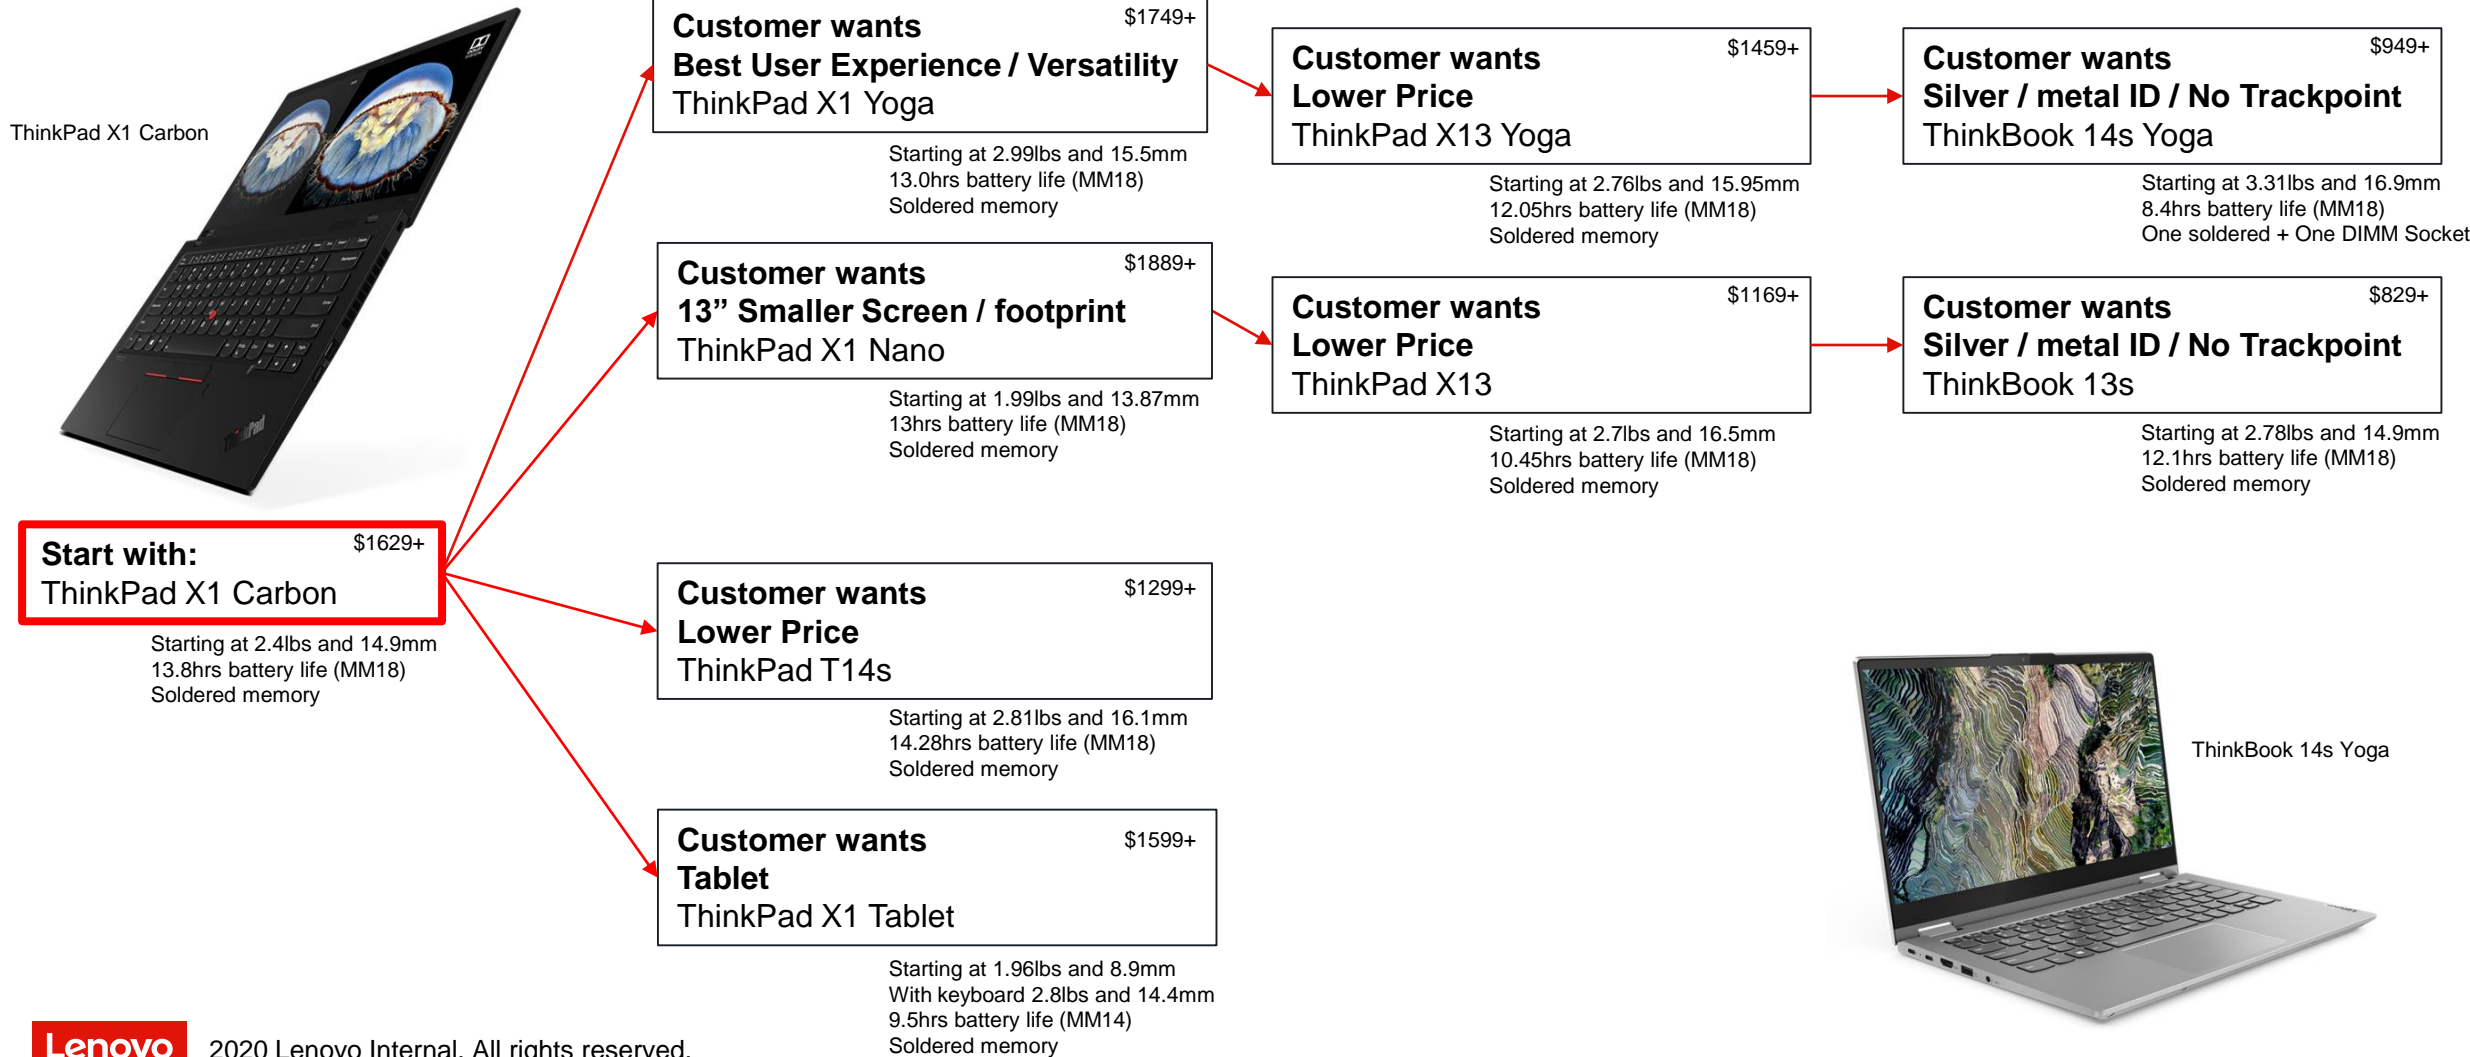 ThinkPad X1 Carbon
Start with:
$1629+
ThinkPad X1 Carbon
Starting at 2.4lbs and 14.9mm
13.8hrs battery life (MM18)
Soldered memory
Customer wants
$1749+
Best User Experience / Versatility
ThinkPad X1 Yoga
Starting at 2.99lbs and 15.5mm
13.0hrs battery life (MM18)
Soldered memory
Customer wants
$1459+
Lower Price
ThinkPad X13 Yoga
Starting at 2.76lbs and 15.95mm
12.05hrs battery life (MM18)
Soldered memory
Customer wants
$949+
Silver / metal ID / No Trackpoint
ThinkBook 14s Yoga
Starting at 3.31lbs and 16.9mm
8.4hrs battery life (MM18)
One soldered + One DIMM Socket
Customer wants
$1889+
13” Smaller Screen / footprint
ThinkPad X1 Nano
Starting at 1.99lbs and 13.87mm
13hrs battery life (MM18)
Soldered memory
Customer wants
$1169+
Lower Price
ThinkPad X13
Starting at 2.7lbs and 16.5mm
10.45hrs battery life (MM18)
Soldered memory
Customer wants
$829+
Silver / metal ID / No Trackpoint
ThinkBook 13s
Starting at 2.78lbs and 14.9mm
12.1hrs battery life (MM18)
Soldered memory
Customer wants
$1299+
Lower Price
ThinkPad T14s
Starting at 2.81lbs and 16.1mm
14.28hrs battery life (MM18)
Soldered memory
Customer wants
$1599+
Tablet
ThinkPad X1 Tablet
Starting at 1.96lbs and 8.9mm
With keyboard 2.8lbs and 14.4mm
9.5hrs battery life (MM14)
Soldered memory
ThinkBook 14s Yoga
ThinkPad
Lenovo
2020 Lenovo Internal. All rights reserved.